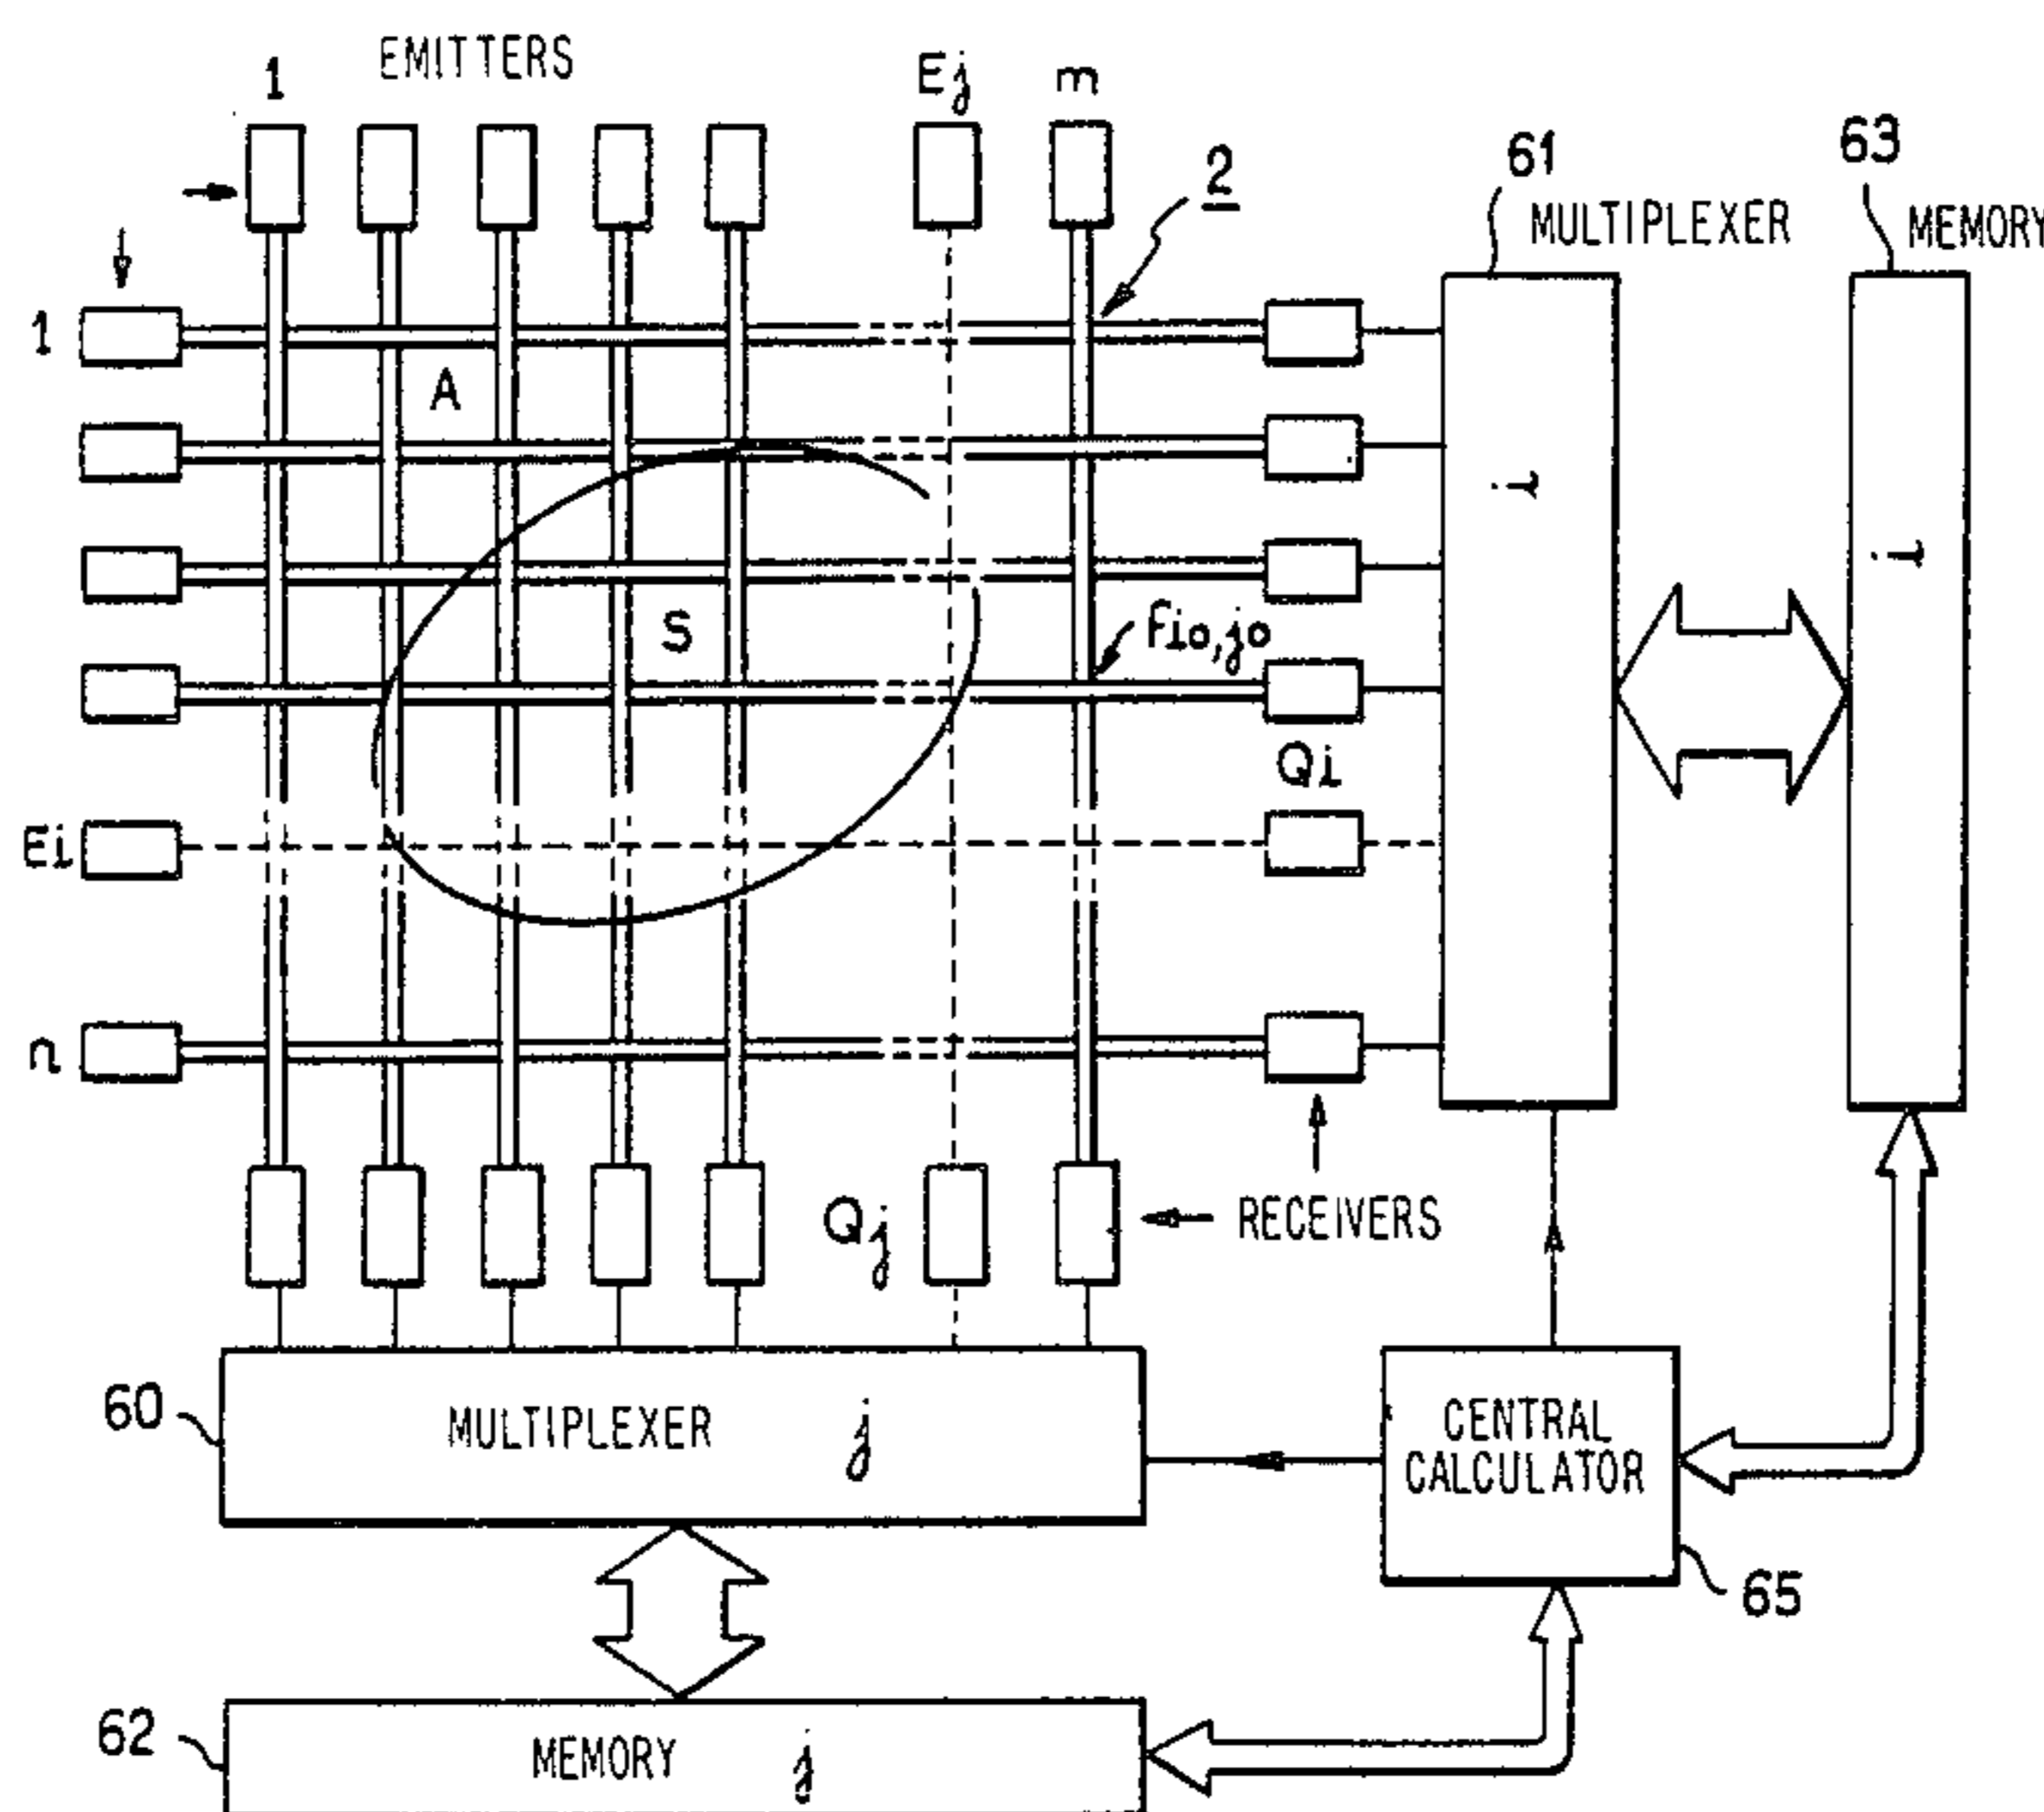 EMITTERS
1
Ej
m
2
61
MULTIPLEXER
63
MEMORY
1
A
i
i
S
fio,jo
Qi
Ei
n
Qj
RECEIVERS
60
MULTIPLEXER j
CENTRAL
CALCULATOR
65
62
MEMORY j